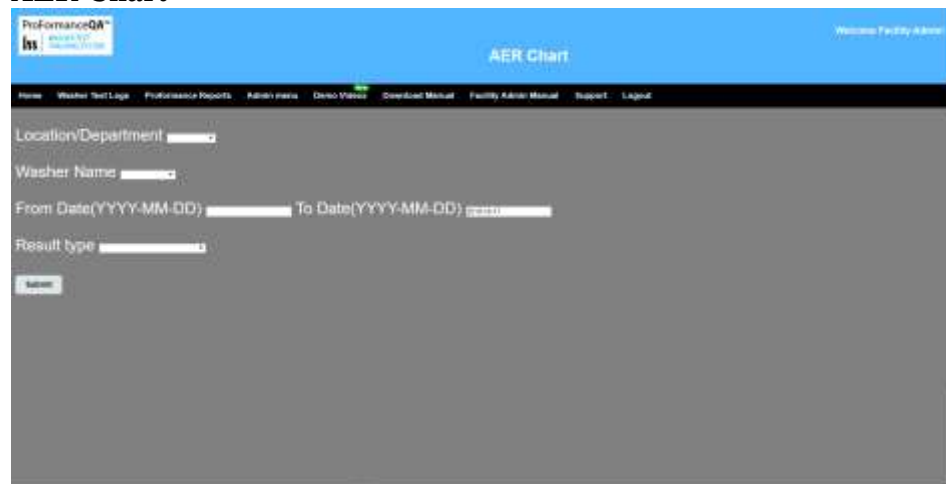 ProFormanceQA™
AER Chart
Welcome Facility Admin
Home Washer Test Logs Proformance Reports Admin menu Demo Videos Download Manual Facility Admin Manual Support Logout
Location/Department
Washer Name
From Date(YYYY-MM-DD) To Date(YYYY-MM-DD)
Result type
Submit